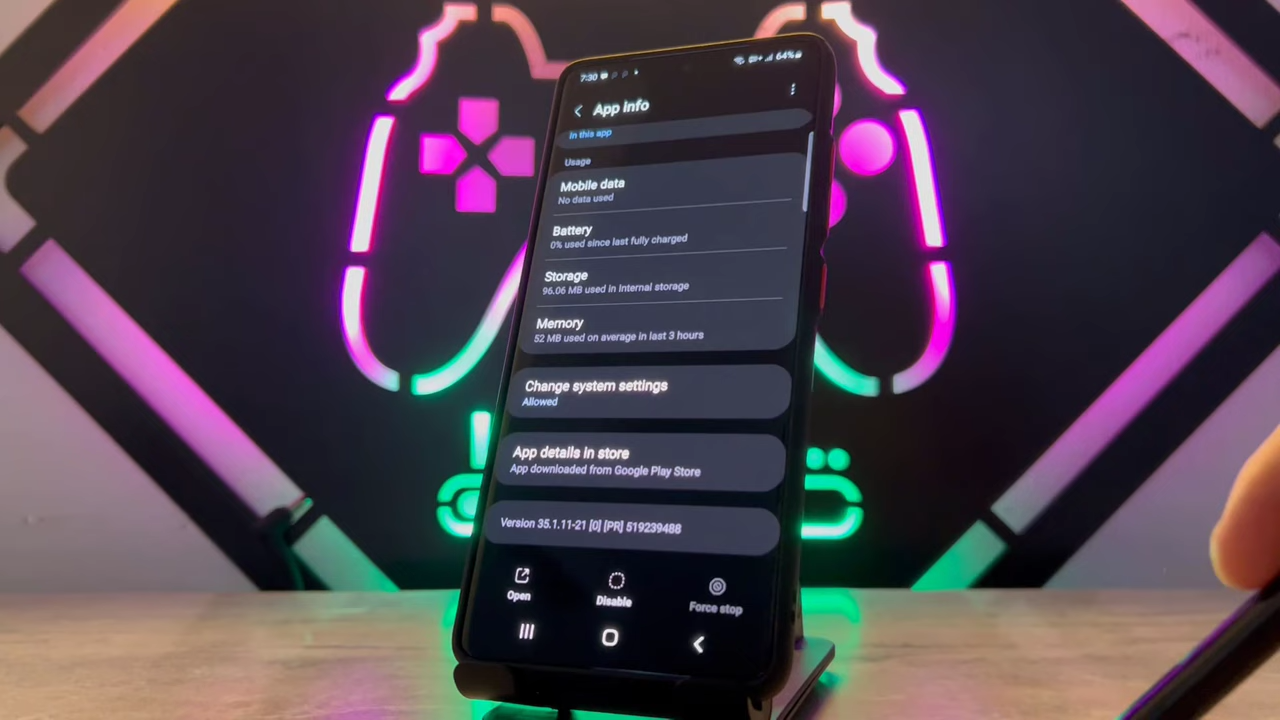 7:30
64%
App info
In this app
Usage
Mobile data
No data used
Battery
0% used since last fully charged
Storage
96.06 MB used in Internal storage
Memory
52 MB used on average in last 3 hours
Change system settings
Allowed
App details in store
App downloaded from Google Play Store
Version 35.1.11-21 [0] [PR] 519239488
Open
Disable
Force stop